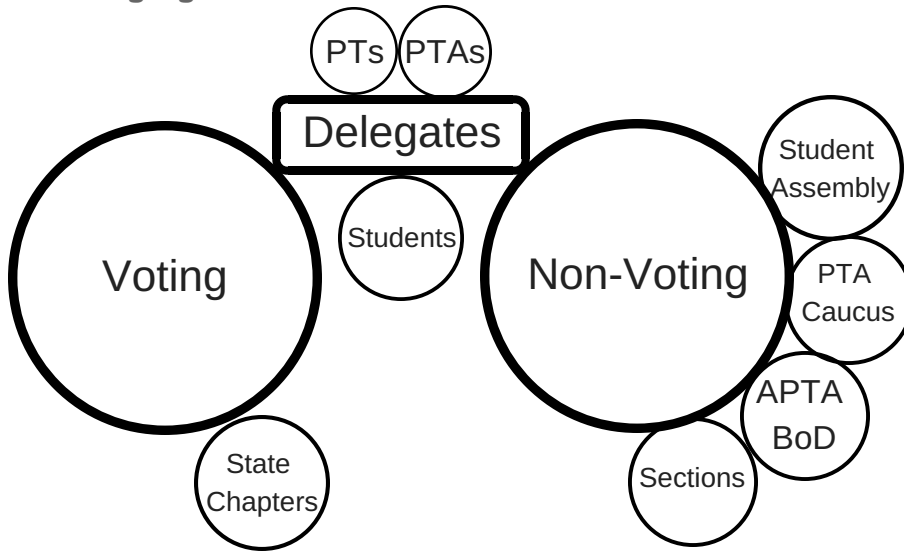 PTs PTAs
Delegates
Students
Voting
Non-Voting
Student
Assembly
PTA
Caucus
APTA
BoD
Sections
State
Chapters